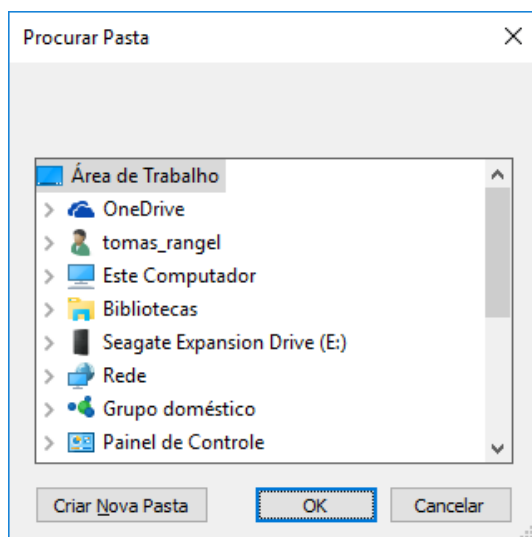 Procurar Pasta
Área de Trabalho
OneDrive
tomas_rangel
Este Computador
Bibliotecas
Seagate Expansion Drive (E:)
Rede
Grupo doméstico
Painel de Controle
Criar Nova Pasta OK Cancelar